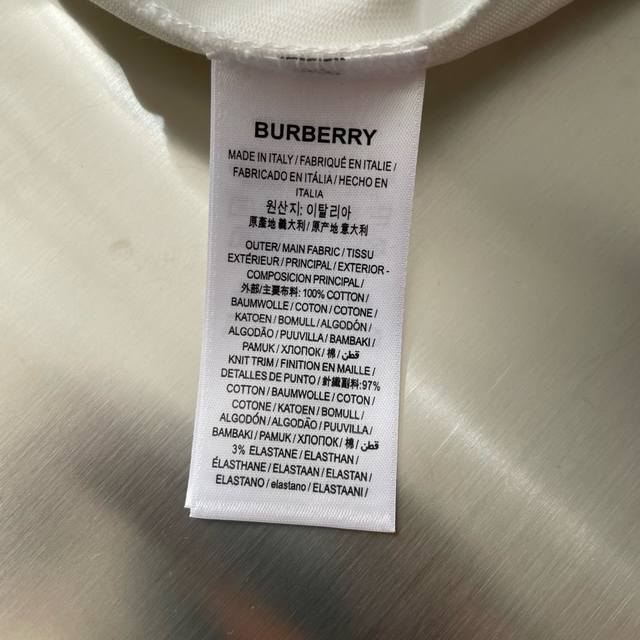 BURBERRY
MADE IN ITALY / FABRIQUÉ EN ITALIE /
FABRICADO EN ITÁLIA / HECHO EN
ITALIA
원산지: 이탈리아
原產地 義大利 / 原产地 意大利
OUTER/ MAIN FABRIC / TISSU
EXTÉRIEUR / PRINCIPAL / EXTERIOR -
COMPOSICION PRINCIPAL /
外部/主要布料: 100% COTTON /
BAUMWOLLE / COTON / COTONE /
KATOEN / BOMULL / ALGODÓN /
ALGODÃO / PUUVILLA / BAMBAKI /
PAMUK / ХЛОПОК / 棉 / قطن /
KNIT TRIM / FINITION EN MAILLE /
DETALLES DE PUNTO / 針織副料: 97%
COTTON / BAUMWOLLE / COTON /
COTONE / KATOEN / BOMULL /
ALGODÓN / ALGODÃO / PUUVILLA /
BAMBAKI / PAMUK / ХЛОПОК / 棉 / قطن /
3% ELASTANE / ELASTHAN /
ÉLASTHANE / ELASTAAN / ELASTAN /
ELASTANO / elastano / ELASTAANI /